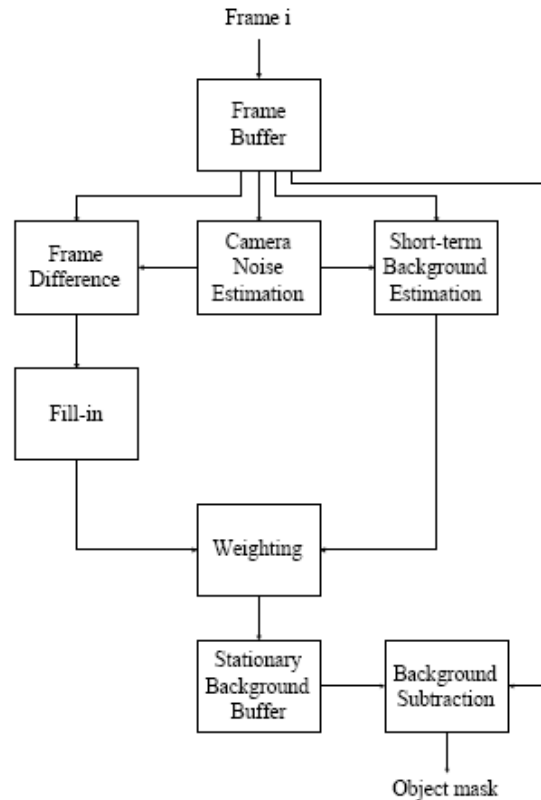 Frame i
Frame
Buffer
Frame
Difference
Camera
Noise
Estimation
Short-term
Background
Estimation
Fill-in
Weighting
Stationary
Background
Buffer
Background
Subtraction
Object mask